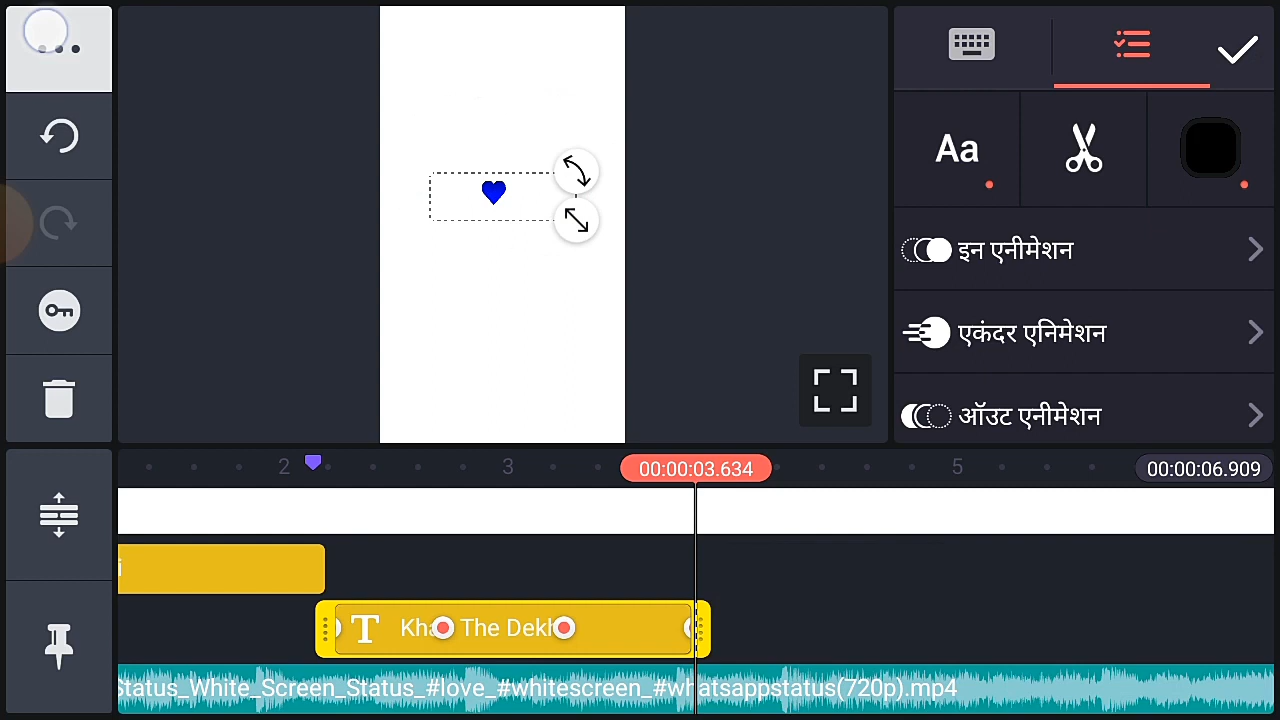 Aa
इन एनीमेशन
एकंदर एनिमेशन
ऑउट एनीमेशन
2
3
00:00:03.634
5
00:00:06.909
i
T
The Dekh
Status_White_Screen_Status_#love_#whitescreen_#whatsappstatus(720p).mp4